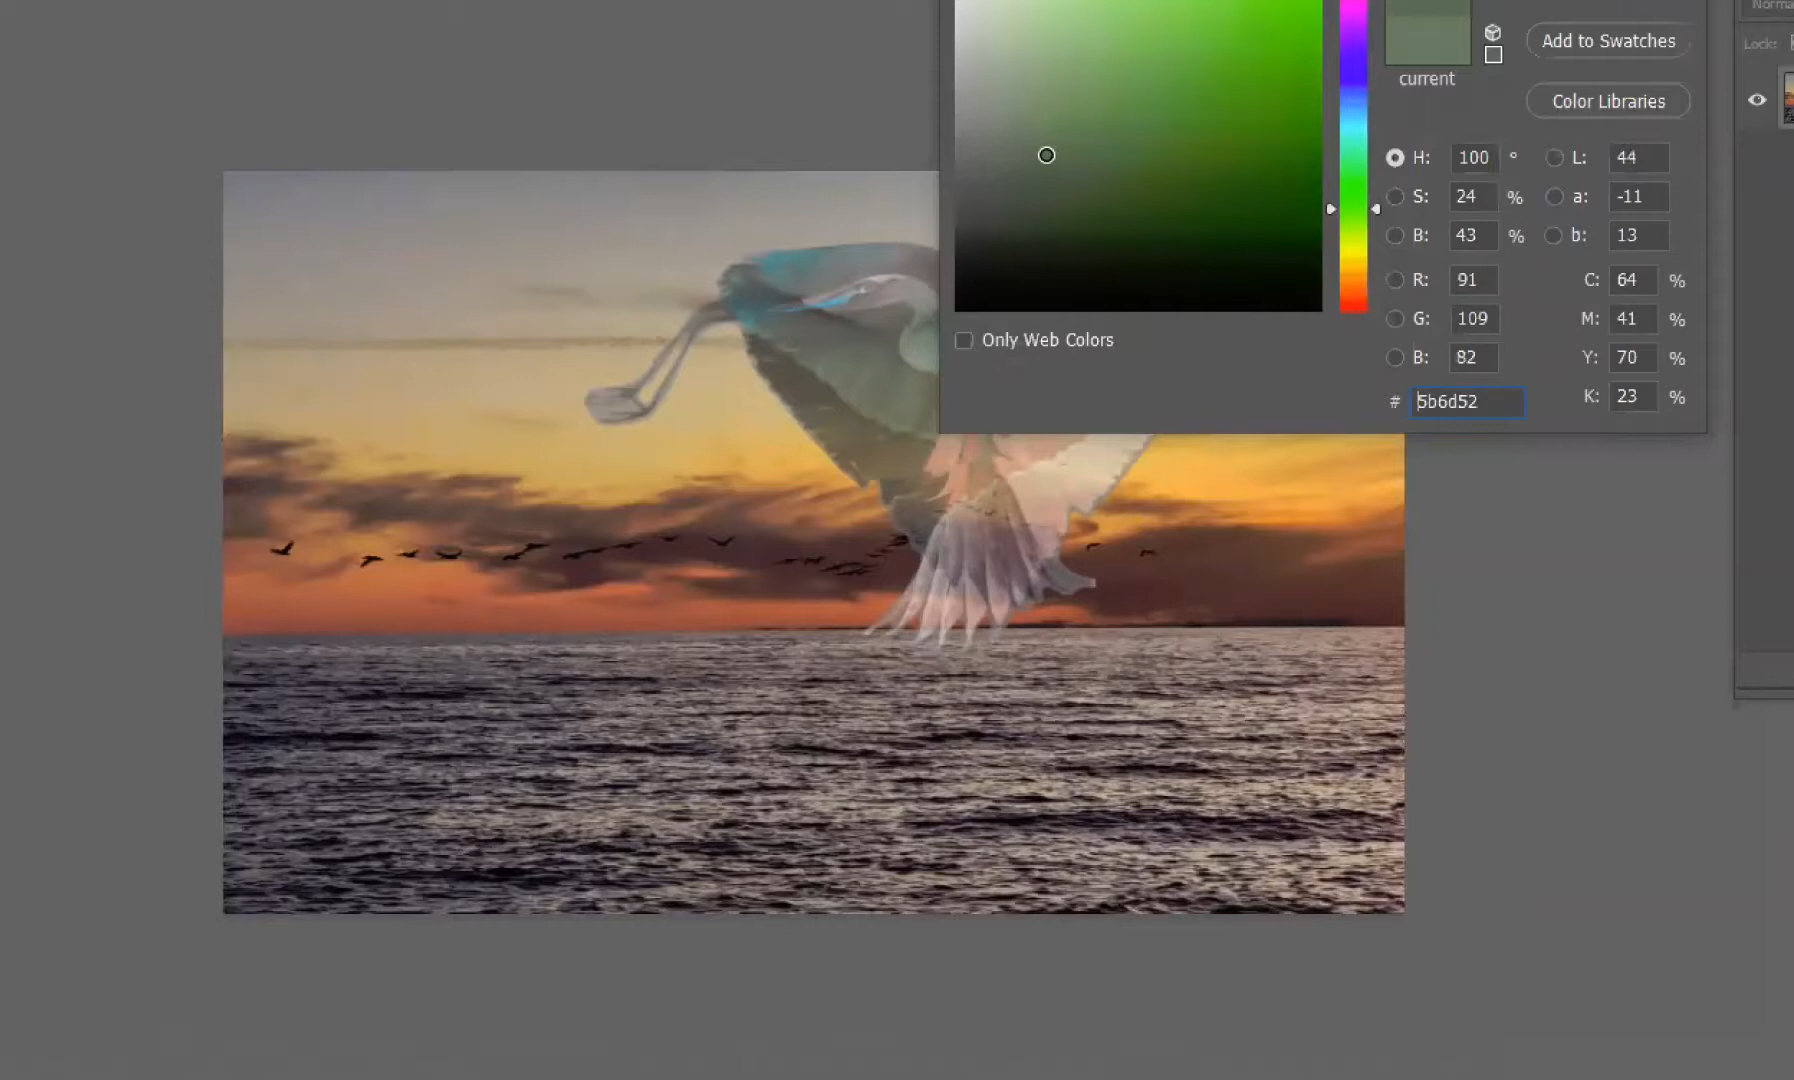 Norma
Lock:
Add to Swatches
current
Color Libraries
H: 100 ° L: 44
S: 24 % a: -11
B: 43 % b: 13
R: 91 C: 64 %
G: 109 M: 41 %
B: 82 Y: 70 %
# 5b6d52 K: 23 %
Only Web Colors